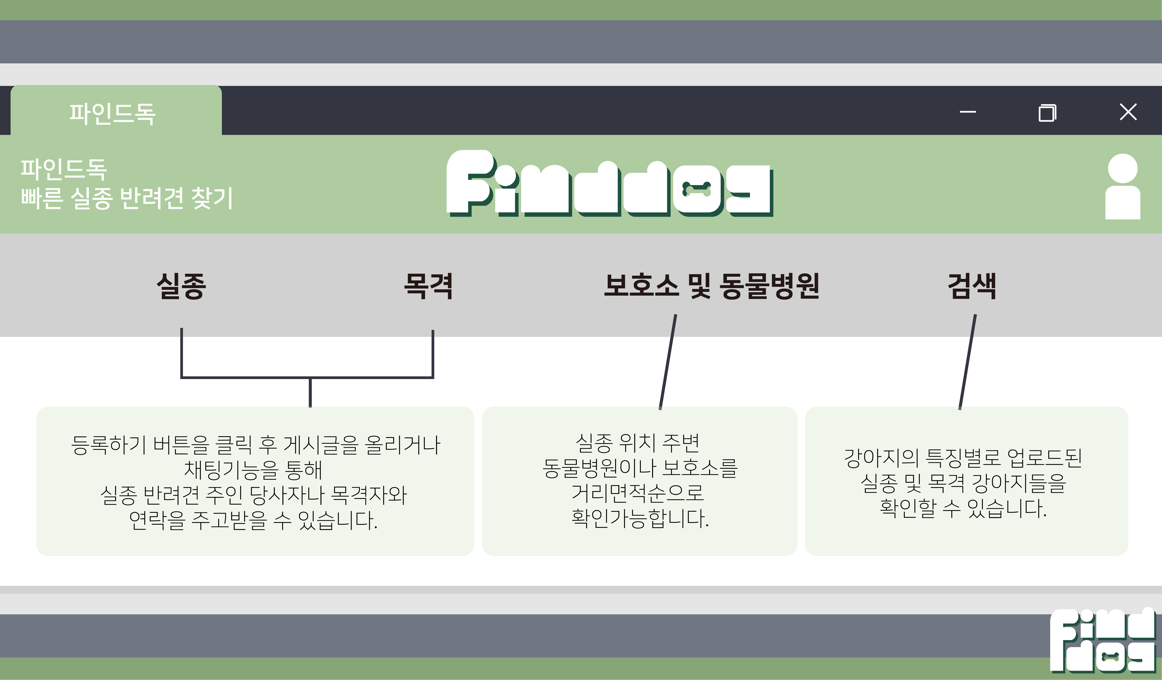 파인드독
파인드독
빠른 실종 반려견 찾기
Finddog
실종
목격
보호소 및 동물병원
검색
등록하기 버튼을 클릭 후 게시글을 올리거나
채팅기능을 통해
실종 반려견 주인 당사자나 목격자와
연락을 주고받을 수 있습니다.
실종 위치 주변
동물병원이나 보호소를
거리면적순으로
확인가능합니다.
강아지의 특징별로 업로드된
실종 및 목격 강아지들을
확인할 수 있습니다.
Find
dog